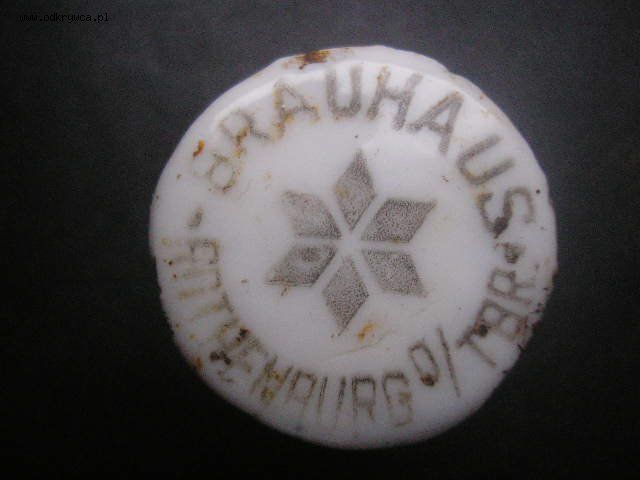 www.odkrywca.pl
BRAUHAUS
- ROTHENBURG O/TBR. -